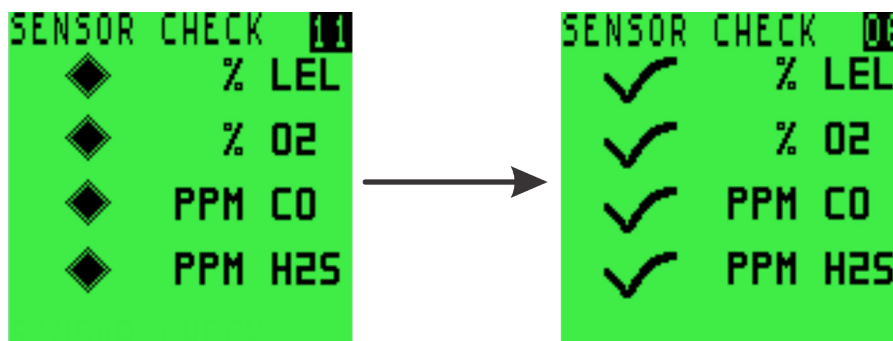 SENSOR CHECK 11
% LEL
% O2
PPM CO
PPM H2S
SENSOR CHECK
% LEL
% O2
PPM CO
PPM H2S